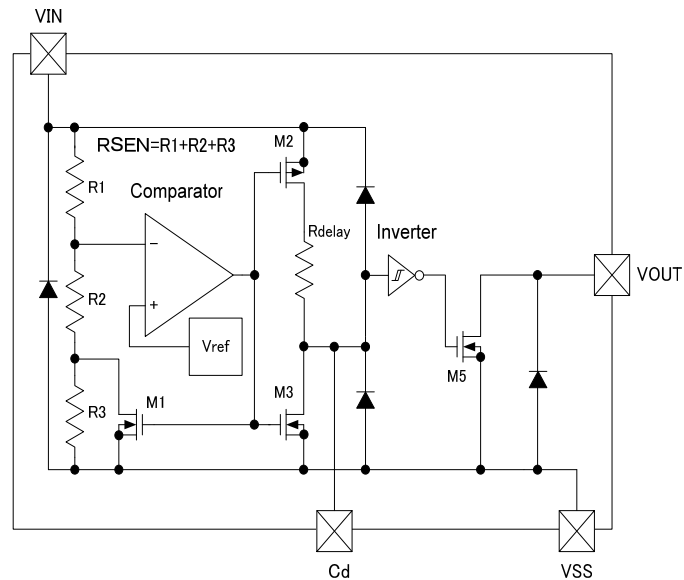 VIN
RSEN=R1+R2+R3
M2
R1
Comparator
Rdelay
Inverter
−
R2
+
Vref
VOUT
M5
R3
M1
M3
Cd
VSS